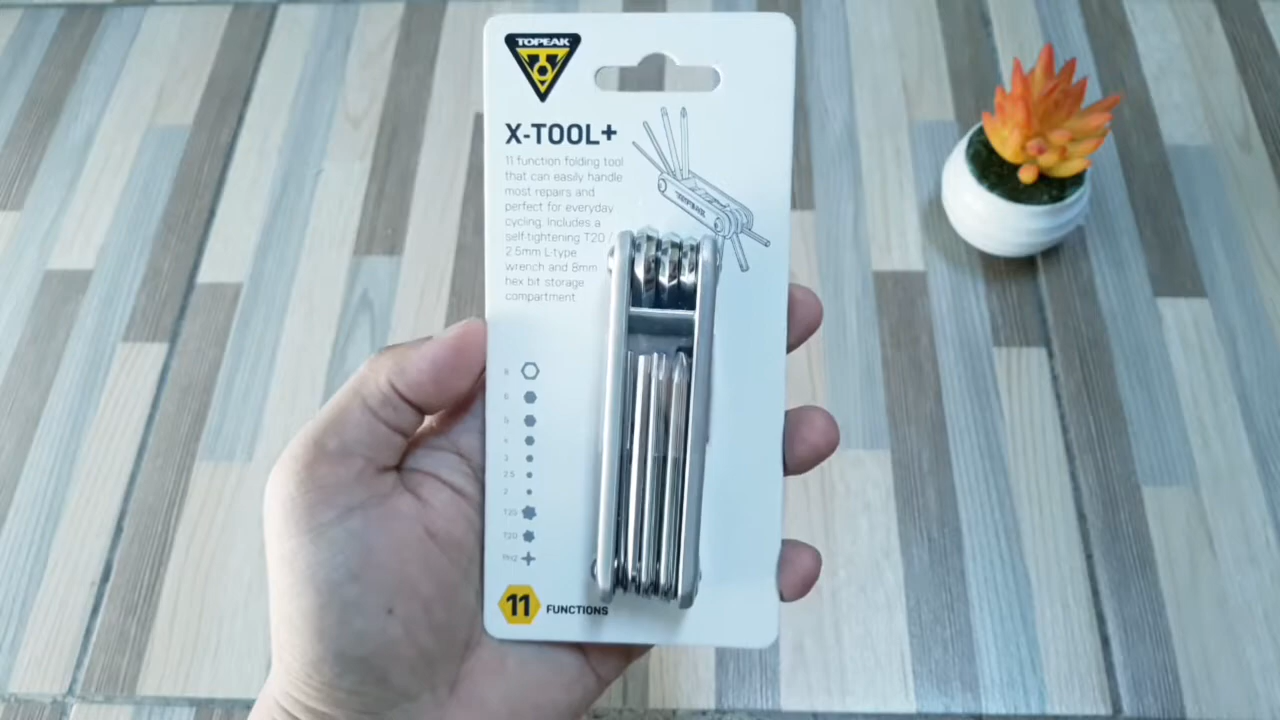 TOPEAK
X-TOOL+
11 function folding tool
that can easily handle
most repairs and
perfect for everyday
cycling. Includes a
self-tightening T20 /
2.5mm L-type
wrench and 8mm
hex bit storage
compartment.
TOPEAK
8
6
5
4
3
2.5
2
T25
T20
PH2
11 FUNCTIONS